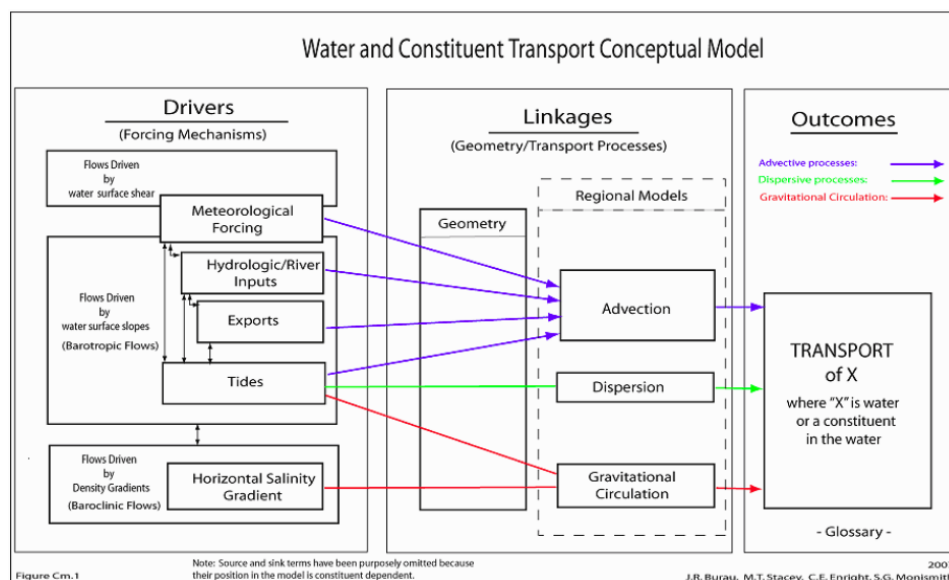 Water and Constituent Transport Conceptual Model
Drivers
(Forcing Mechanisms)
Flows Driven
by
water surface shear
Meteorological
Forcing
Hydrologic/River
Inputs
Flows Driven
by
water surface slopes
(Barotropic Flows)
Exports
Tides
Flows Driven
by
Density Gradients
(Baroclinic Flows)
Horizontal Salinity
Gradient
Linkages
(Geometry/Transport Processes)
Regional Models
Geometry
Advection
Dispersion
Gravitational
Circulation
Outcomes
Advective processes:
Dispersive processes:
Gravitational Circulation:
TRANSPORT
of X
where "X" is water
or a constituent
in the water
- Glossary -
Figure Cm.1
Note: Source and sink terms have been purposely omitted because
their position in the model is constituent dependent.
200
J.R. Burau, M.T. Stacey, C.E. Enright, S.G. Monismith